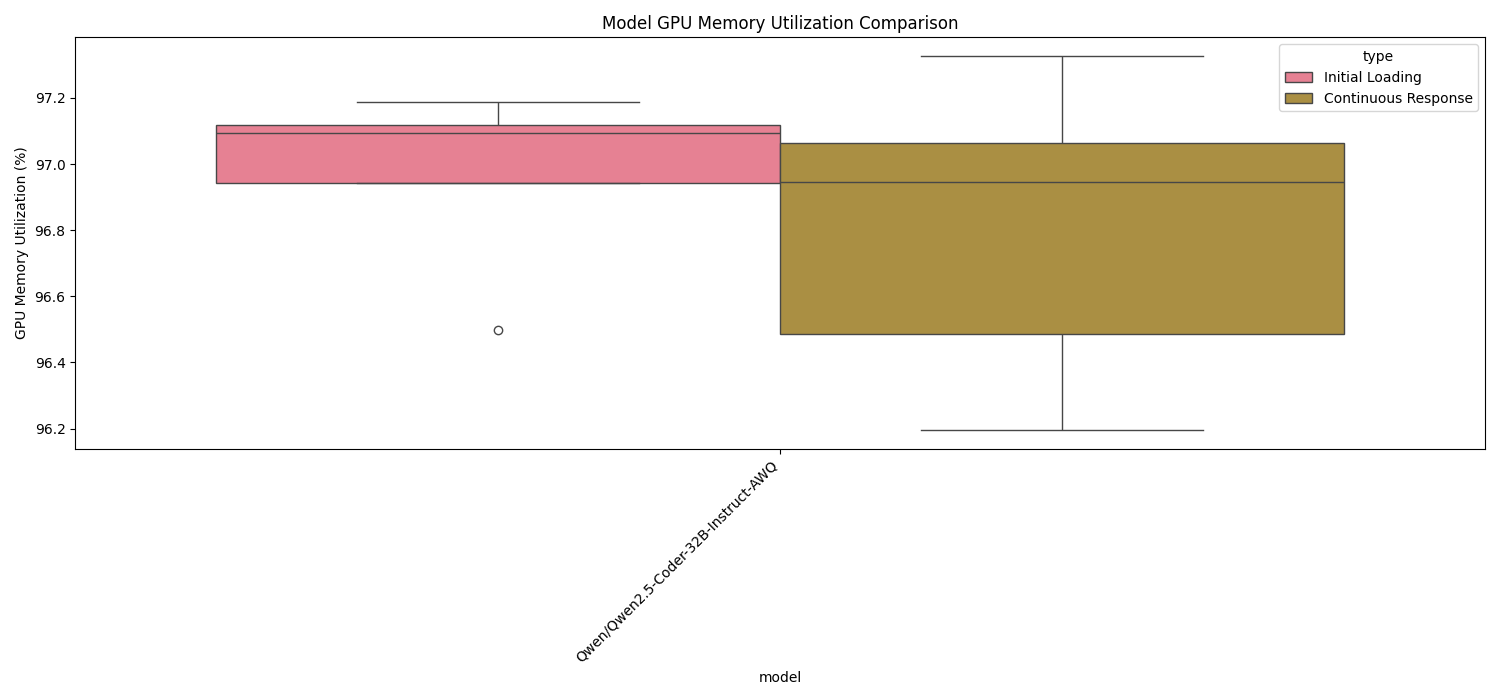 Model GPU Memory Utilization Comparison
type
Initial Loading
Continuous Response
GPU Memory Utilization (%)
97.2
97.0
96.8
96.6
96.4
96.2
Qwen/Qwen2.5-Coder-32B-Instruct-AWQ
model